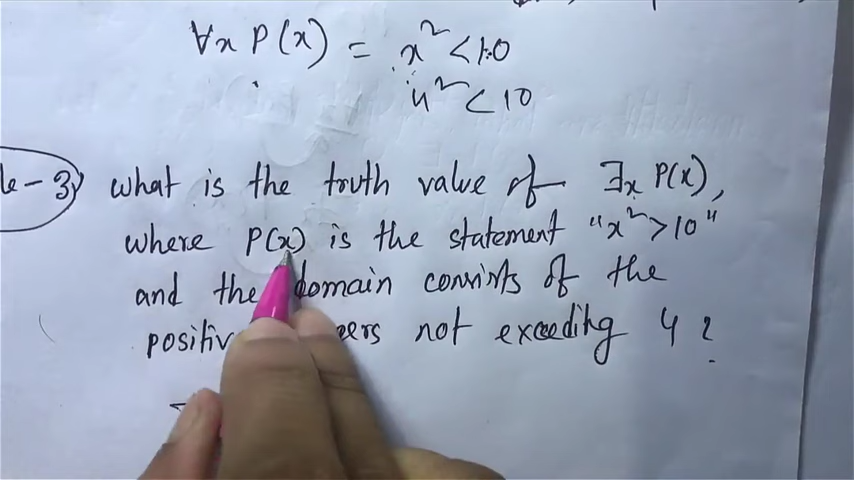 ∀x P(x) = x² < 10
4² < 10
le-3) what is the truth value of ∃x P(x),
where P(x) is the statement "x² > 10"
and the domain consists of the
positiv ers not exceeding 4 ?